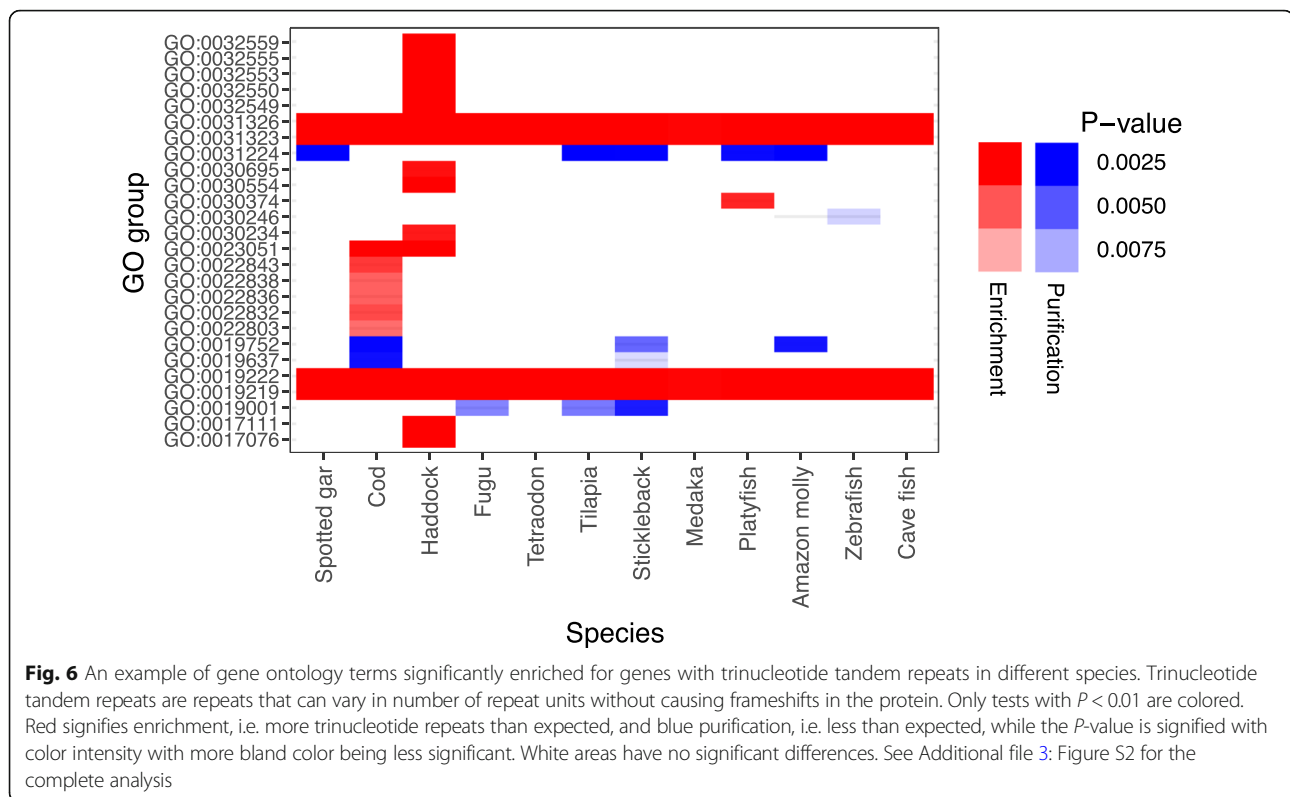 GO:0032559
GO:0032555
GO:0032553
GO:0032550
GO:0032549
GO:0031326
GO:0031323
GO:0031224
GO:0030695
GO:0030554
GO:0030374
GO:0030246
GO:0030234
GO:0023051
GO:0022843
GO:0022838
GO:0022836
GO:0022832
GO:0022803
GO:0019752
GO:0019637
GO:0019222
GO:0019219
GO:0019001
GO:0017111
GO:0017076
GO group
Spotted gar
Cod
Haddock
Fugu
Tetraodon
Tilapia
Stickleback
Medaka
Platyfish
Amazon molly
Zebrafish
Cave fish
Species
P−value
0.0025
0.0050
0.0075
Enrichment
Purification
Fig. 6 An example of gene ontology terms significantly enriched for genes with trinucleotide tandem repeats in different species. Trinucleotide
tandem repeats are repeats that can vary in number of repeat units without causing frameshifts in the protein. Only tests with P < 0.01 are colored.
Red signifies enrichment, i.e. more trinucleotide repeats than expected, and blue purification, i.e. less than expected, while the P-value is signified with
color intensity with more bland color being less significant. White areas have no significant differences. See Additional file 3: Figure S2 for the
complete analysis